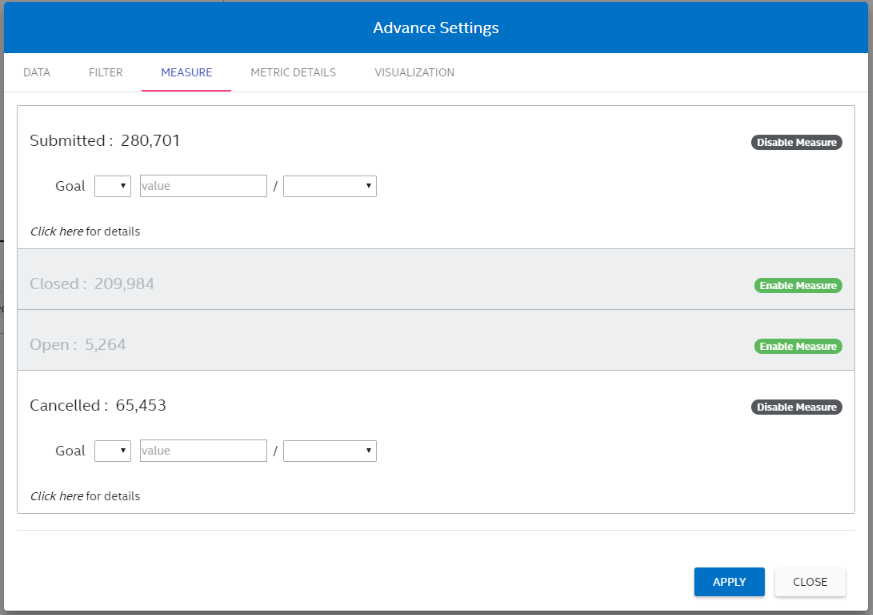 Advance Settings
DATA FILTER MEASURE METRIC DETAILS VISUALIZATION
Submitted : 280,701 Disable Measure
Goal value /
Click here for details
Closed : 209,984 Enable Measure
Open : 5,264 Enable Measure
Cancelled : 65,453 Disable Measure
Goal value /
Click here for details
APPLY CLOSE